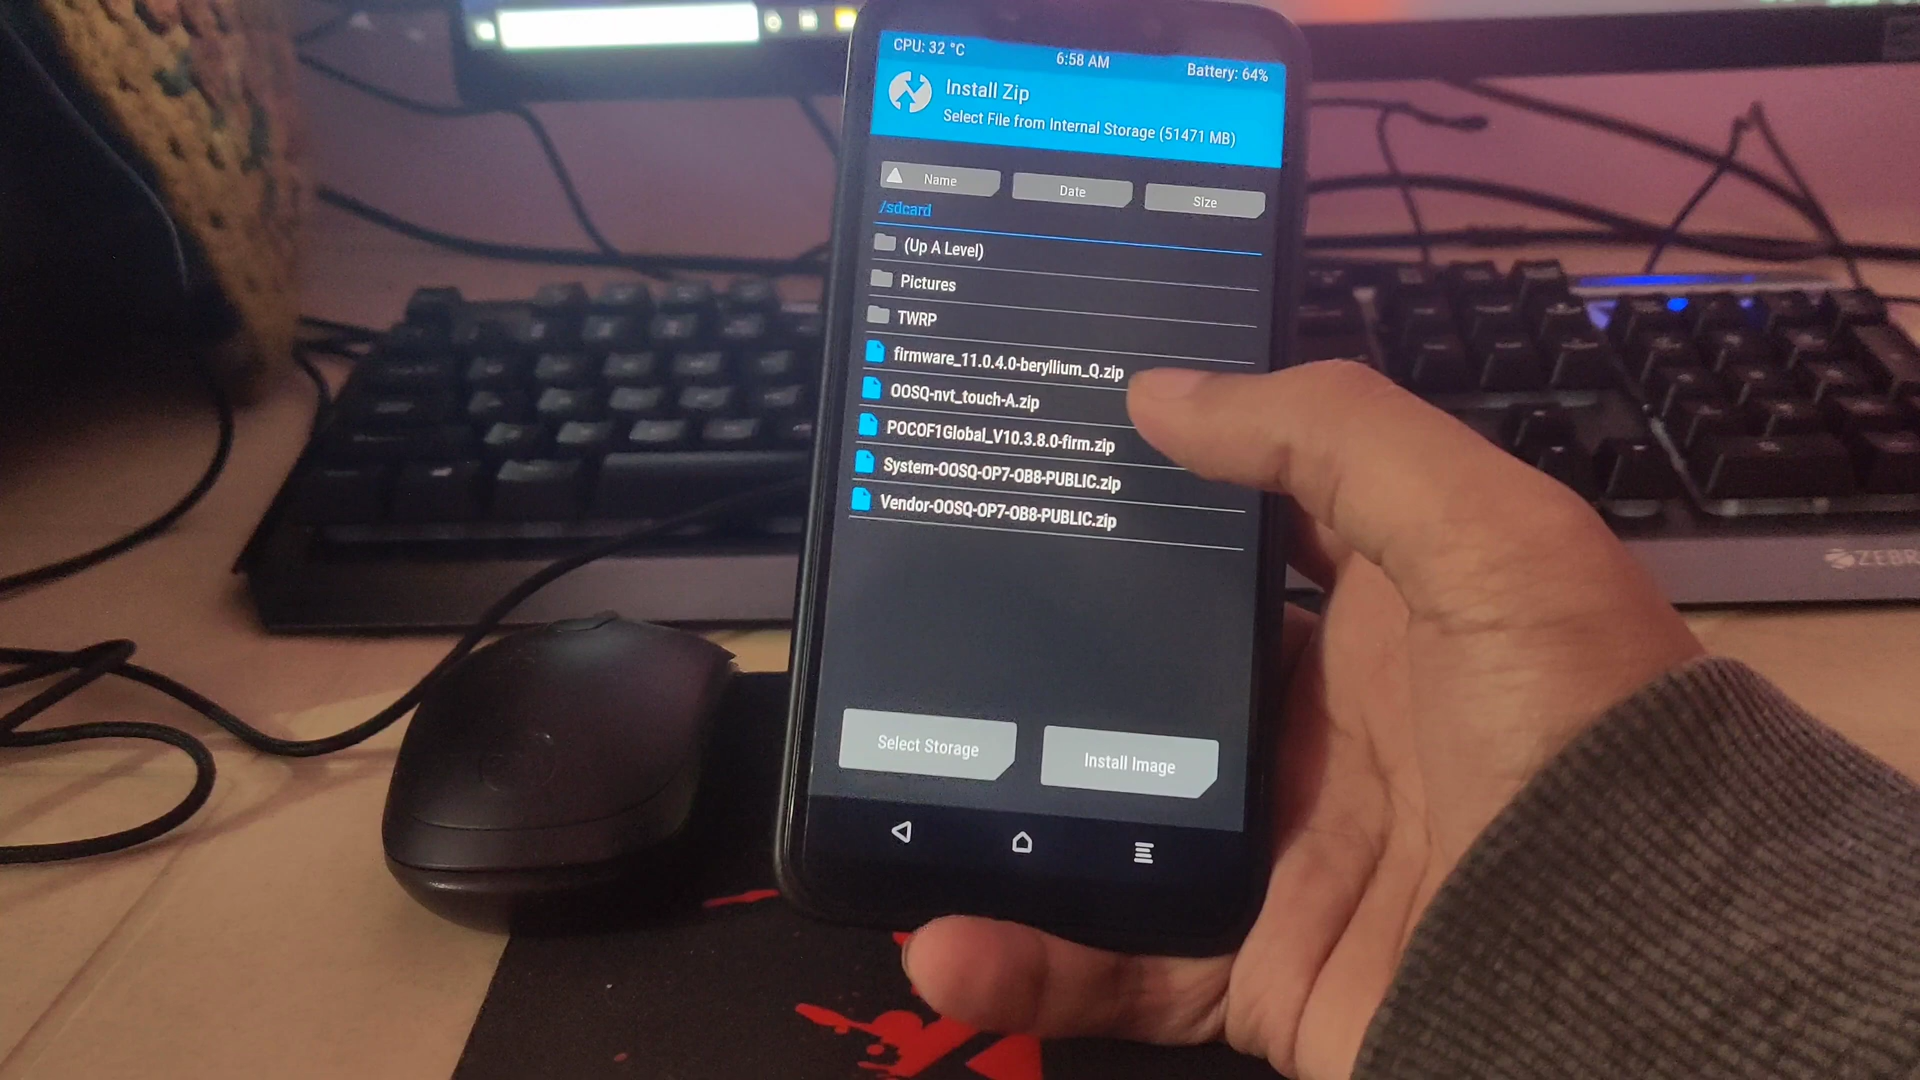 CPU: 32 °C
6:58 AM
Battery: 64%
Install Zip
Select File from Internal Storage (51471 MB)
Name
Date
Size
/sdcard
(Up A Level)
Pictures
TWRP
firmware_11.0.4.0-beryllium_Q.zip
OOSQ-nvt_touch-A.zip
POCOF1Global_V10.3.8.0-firm.zip
System-OOSQ-OP7-OB8-PUBLIC.zip
Vendor-OOSQ-OP7-OB8-PUBLIC.zip
Select Storage
Install Image
ZEBR